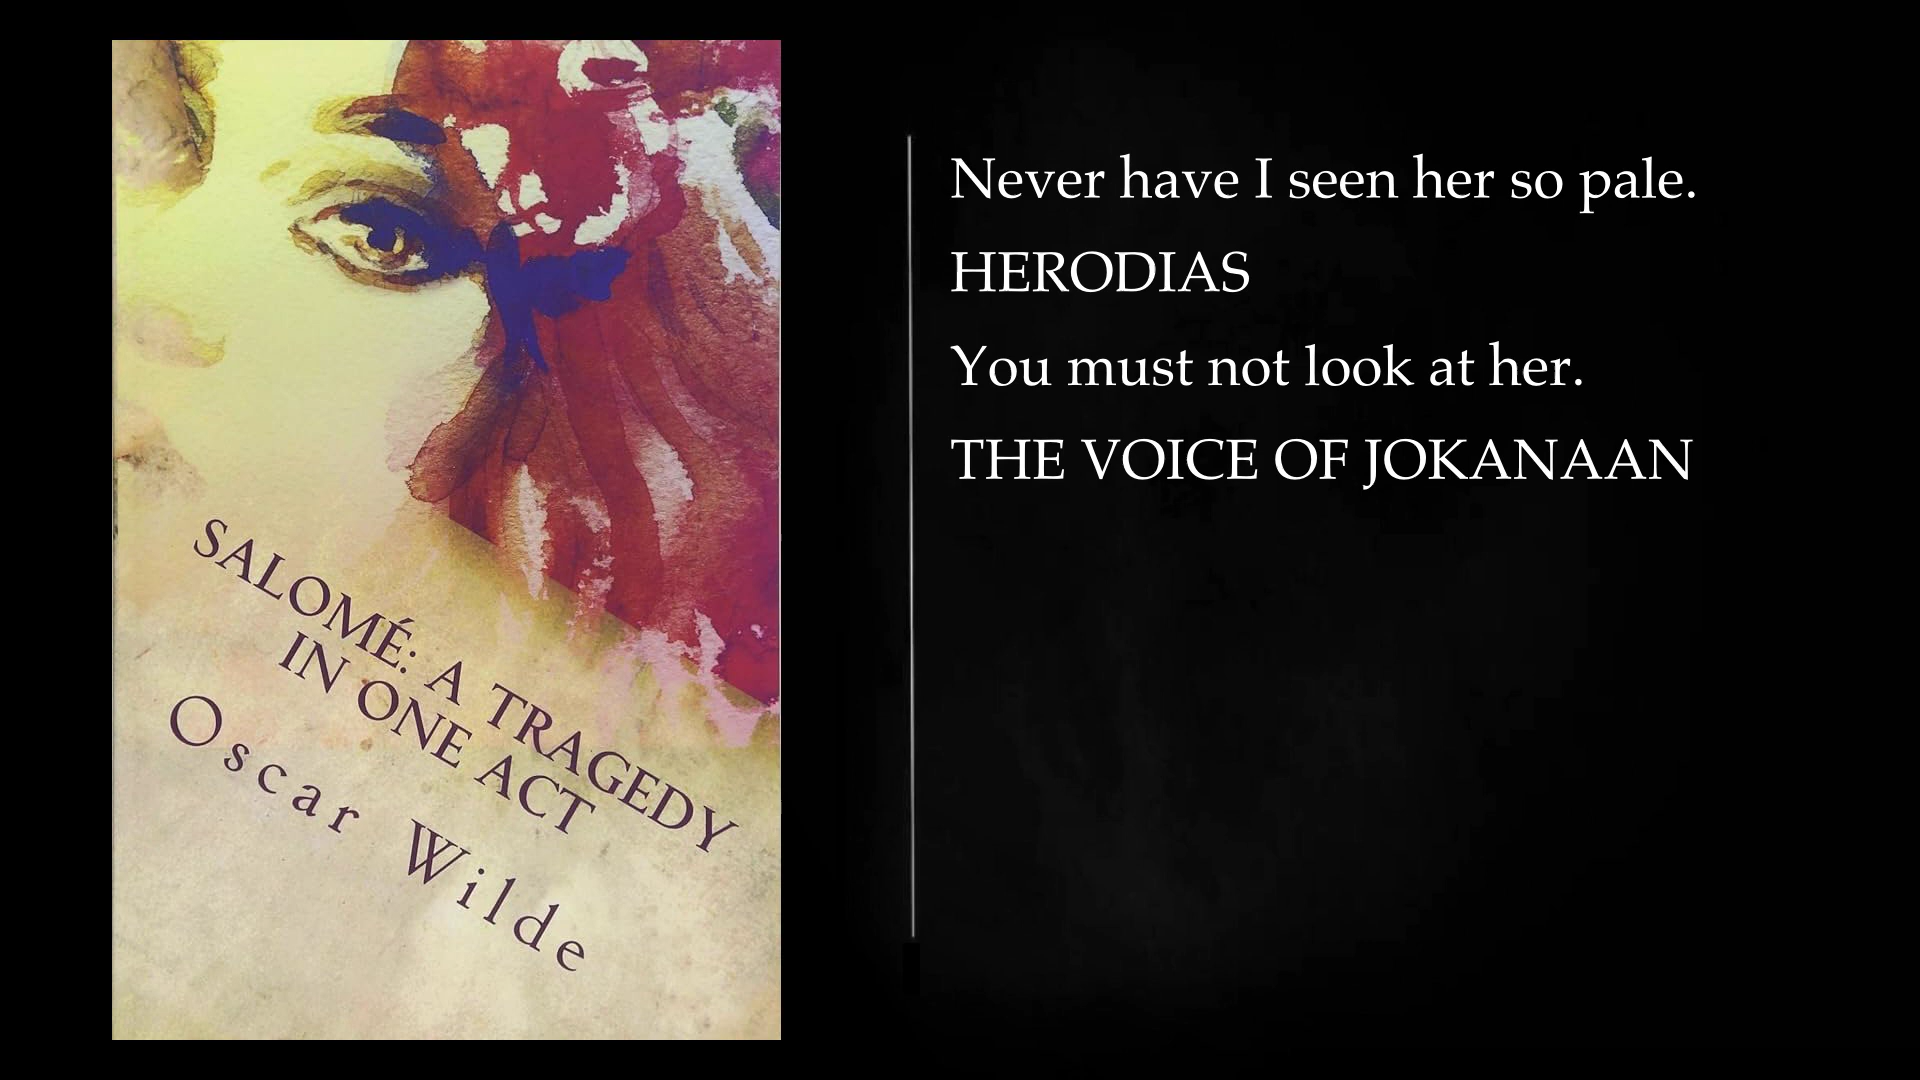 SALOMÉ: A TRAGEDY
IN ONE ACT
Oscar Wilde
Never have I seen her so pale.
HERODIAS
You must not look at her.
THE VOICE OF JOKANAAN